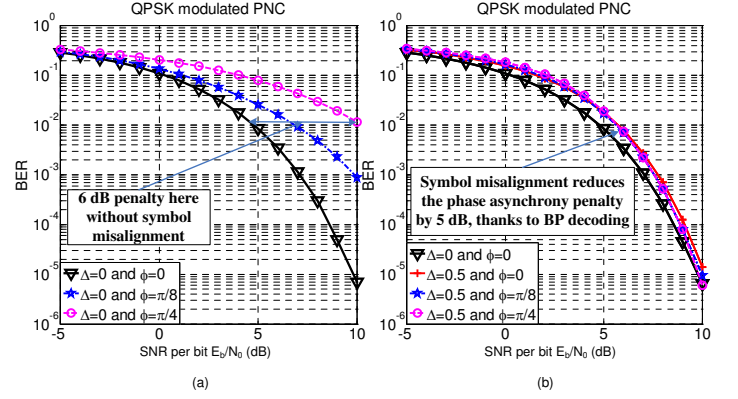 QPSK modulated PNC
10^0
10^-1
10^-2
10^-3
10^-4
10^-5
10^-6
BER
6 dB penalty here
without symbol
misalignment
Δ=0 and ϕ=0
Δ=0 and ϕ=π/8
Δ=0 and ϕ=π/4
-5
0
5
10
SNR per bit E_b/N_0 (dB)
(a)
QPSK modulated PNC
10^0
10^-1
10^-2
10^-3
10^-4
10^-5
10^-6
BER
Symbol misalignment reduces
the phase asynchrony penalty
by 5 dB, thanks to BP decoding
Δ=0 and ϕ=0
Δ=0.5 and ϕ=0
Δ=0.5 and ϕ=π/8
Δ=0.5 and ϕ=π/4
-5
0
5
10
SNR per bit E_b/N_0 (dB)
(b)